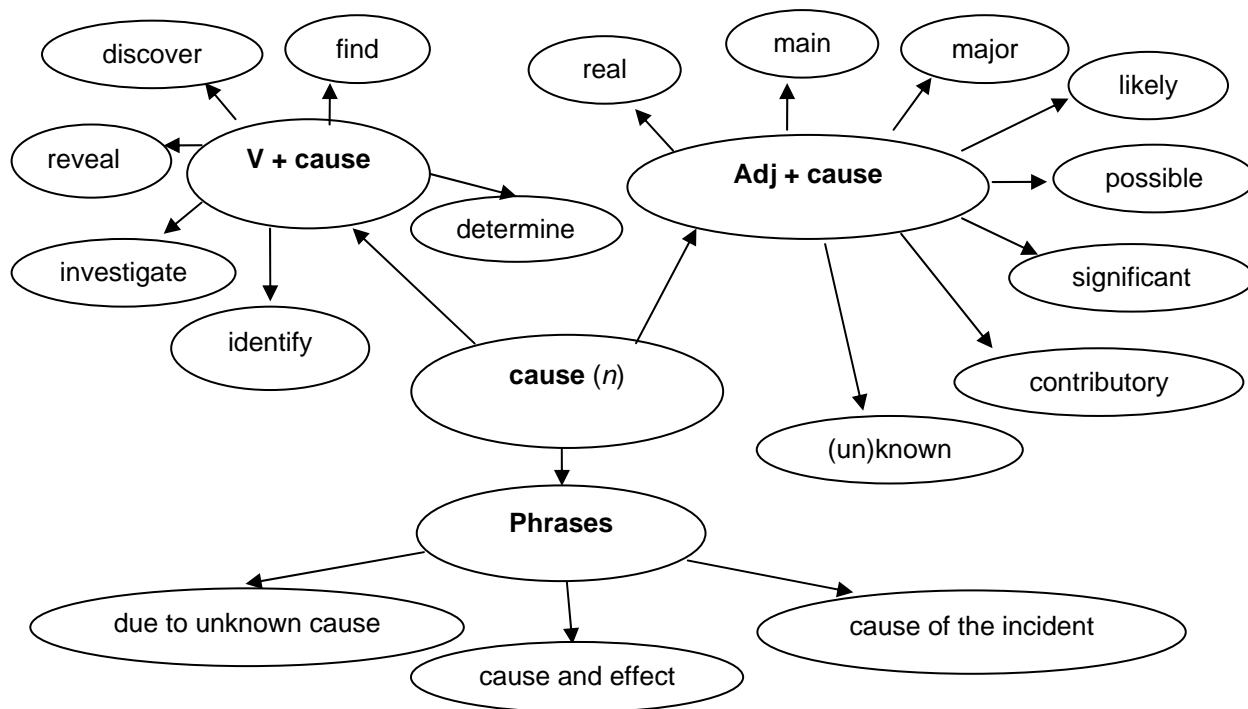 discover
find
reveal
V + cause
investigate
determine
identify
real
main
major
likely
Adj + cause
possible
significant
contributory
(un)known
cause (n)
Phrases
due to unknown cause
cause and effect
cause of the incident